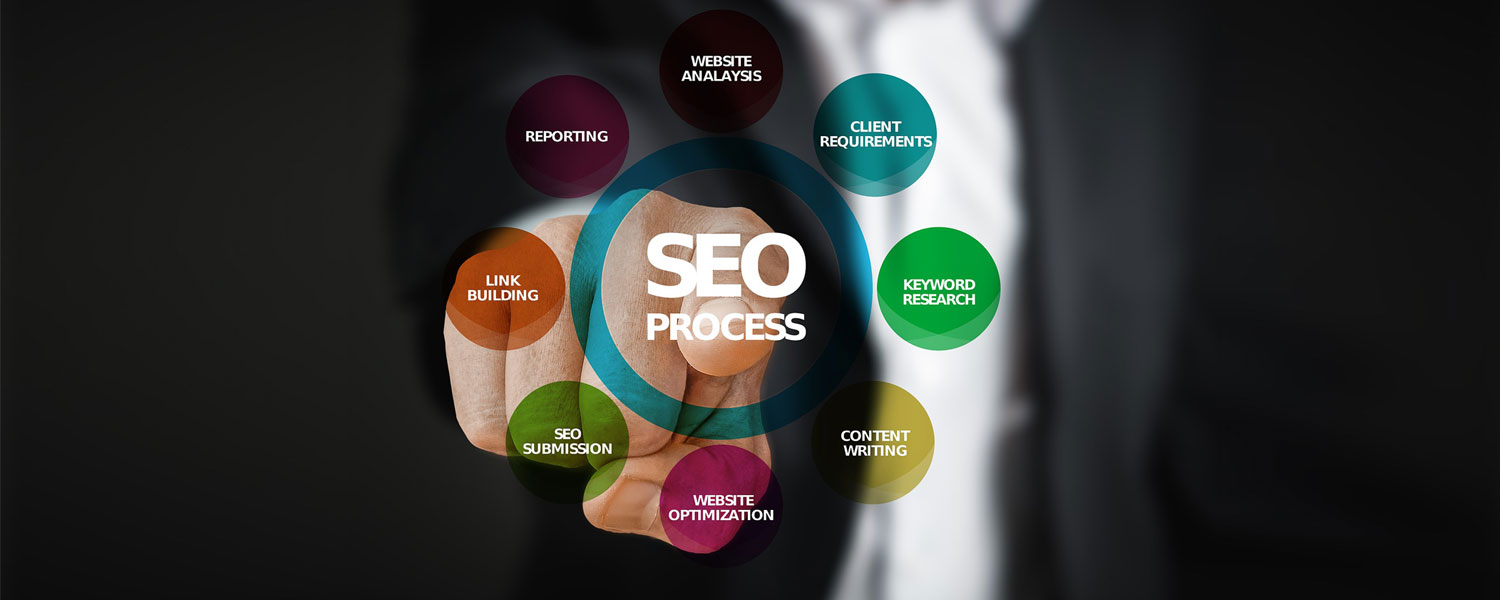 WEBSITE
ANALAYSIS
CLIENT
REQUIREMENTS
KEYWORD
RESEARCH
CONTENT
WRITING
WEBSITE
OPTIMIZATION
SEO
SUBMISSION
LINK
BUILDING
REPORTING
SEO
PROCESS